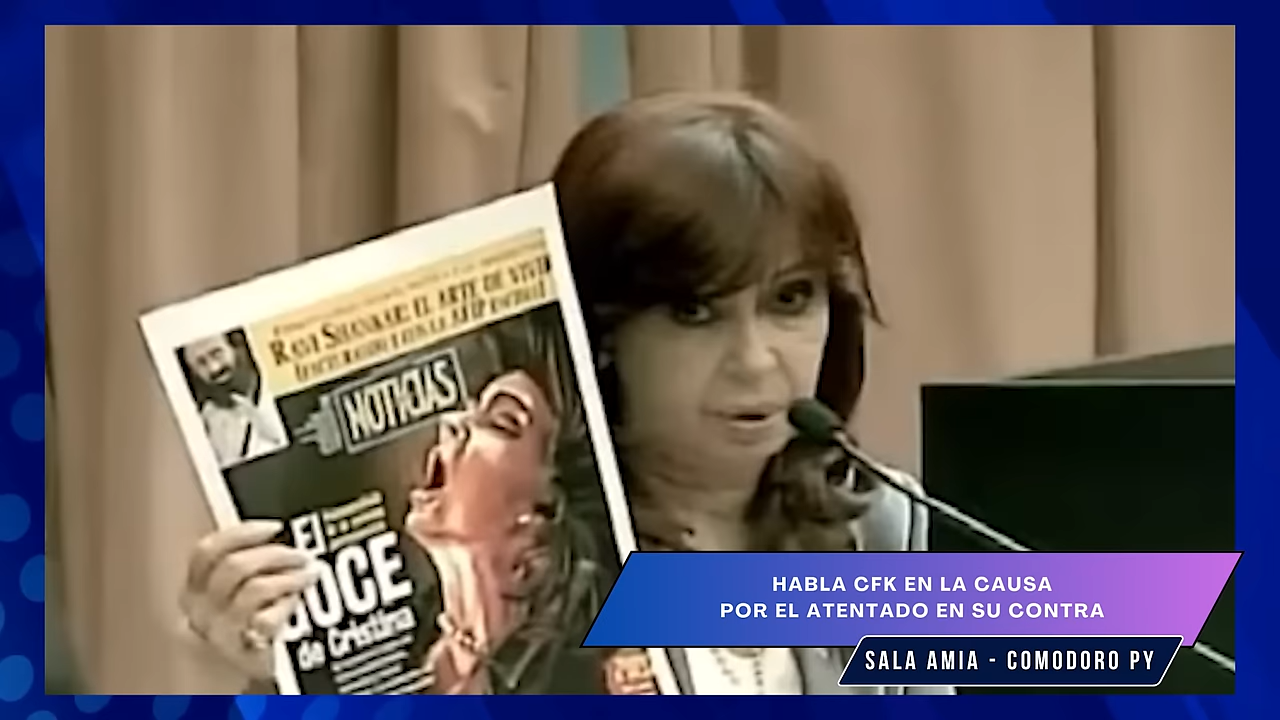 RAVI SHANKAR: EL ARTE DE VIVIR
NOTICIAS
El
GOCE
de Cristina
HABLA CFK EN LA CAUSA
POR EL ATENTADO EN SU CONTRA
SALA AMIA - COMODORO PY